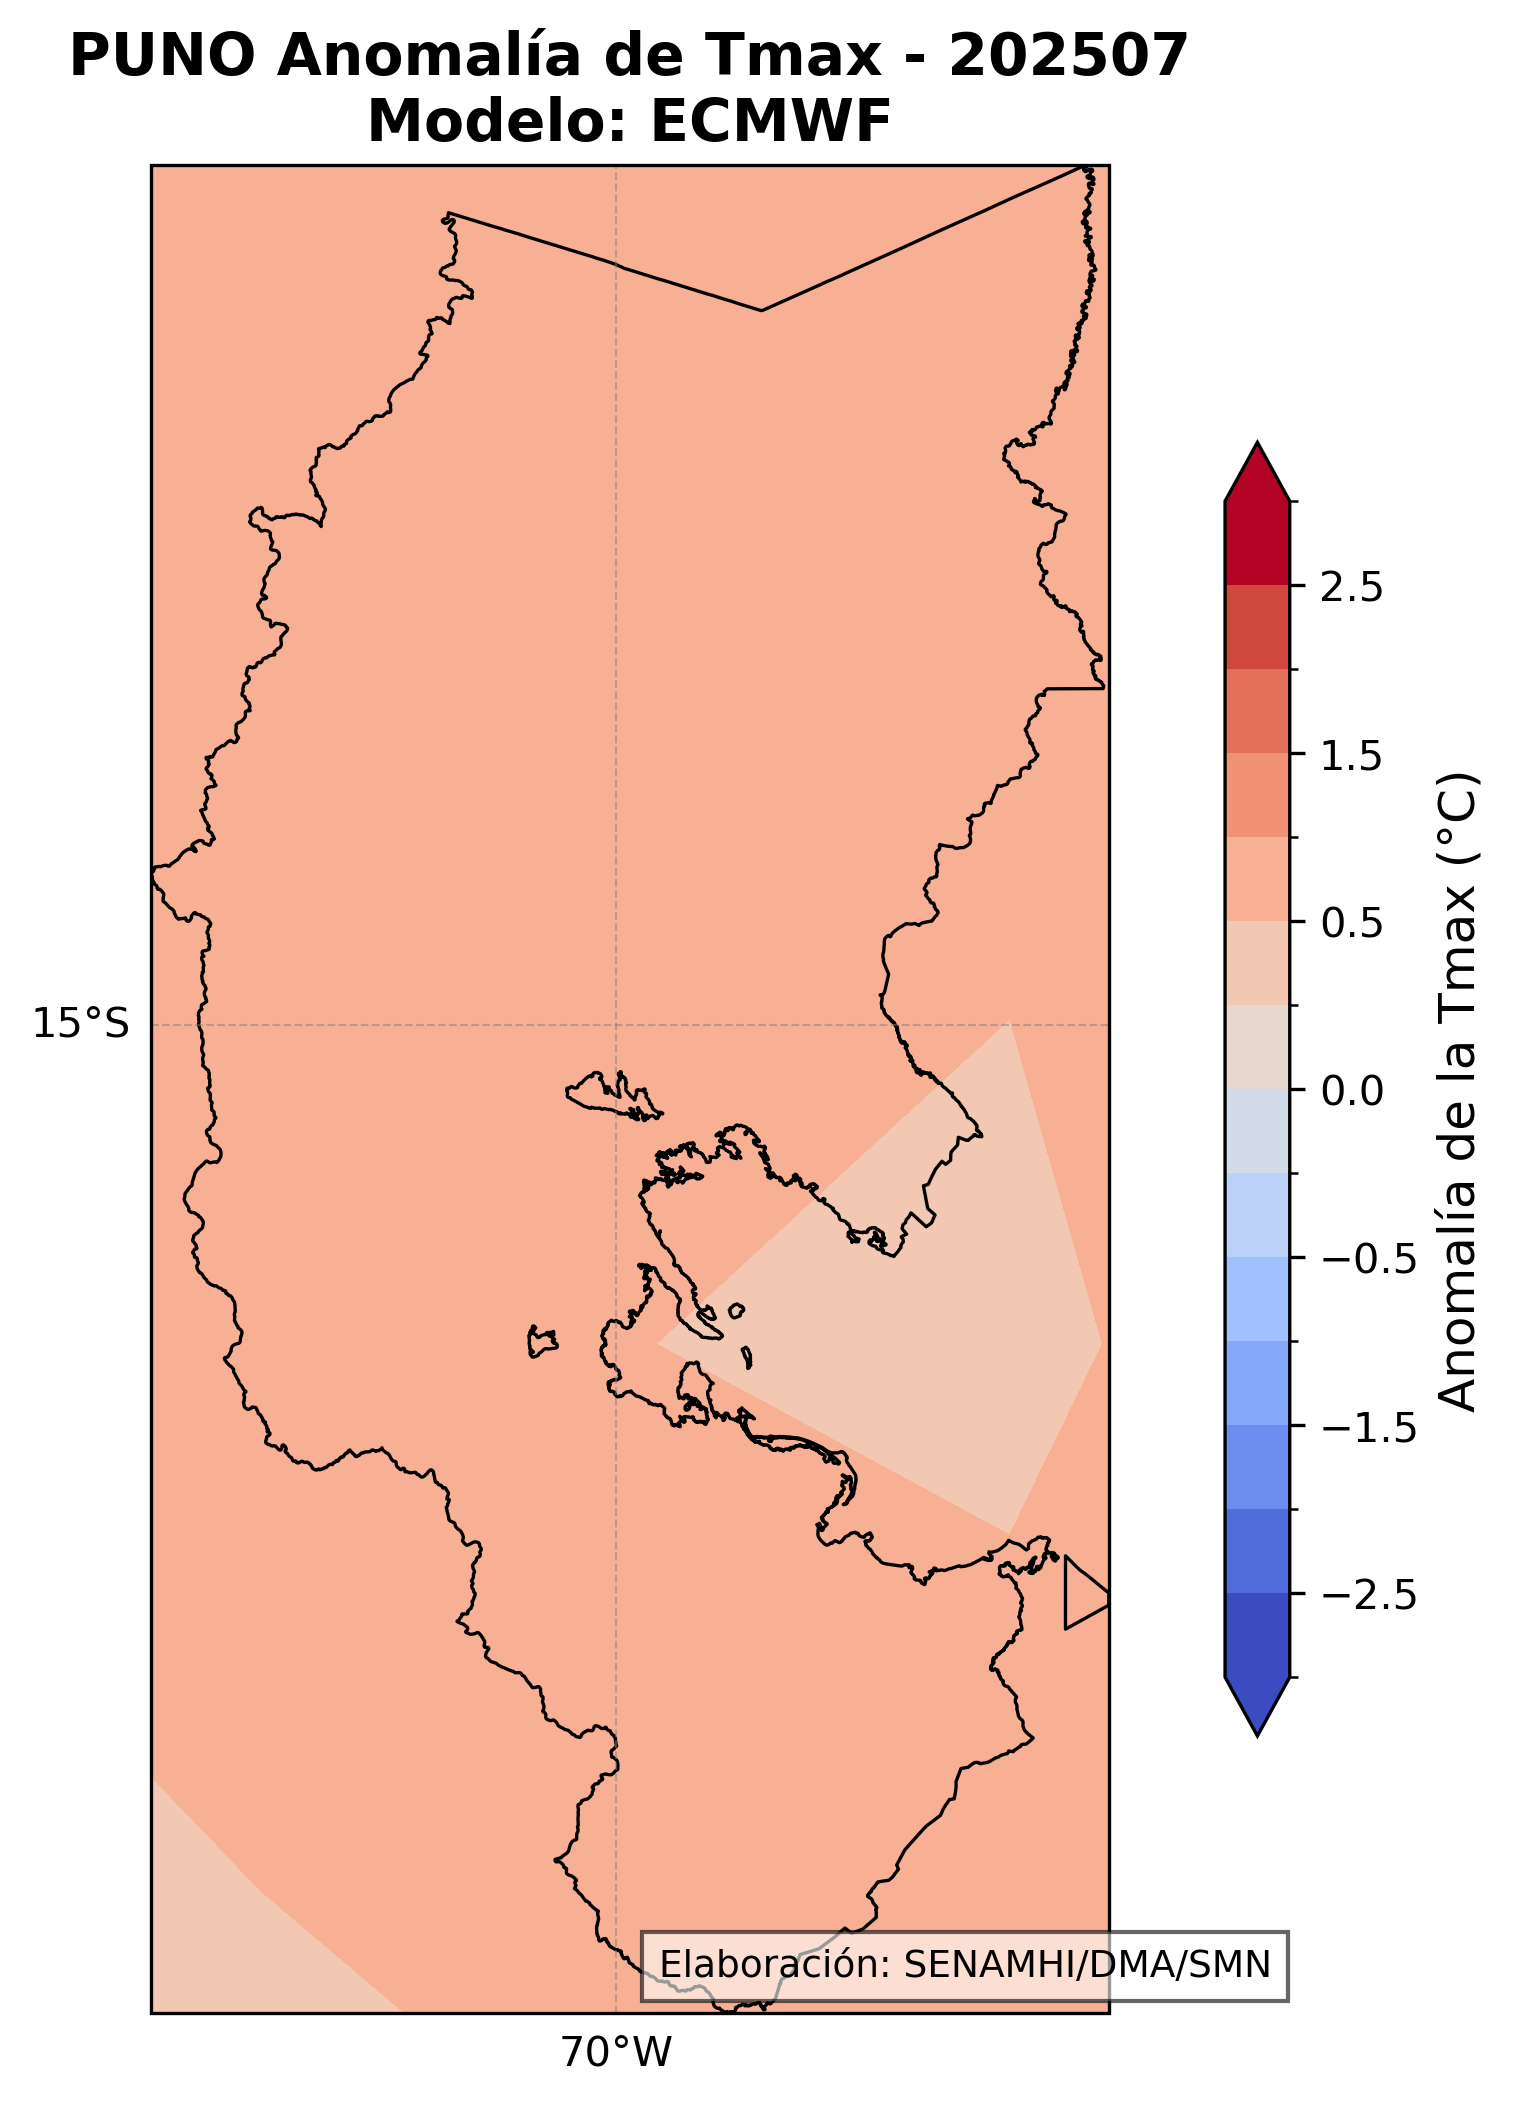 PUNO Anomalía de Tmax - 202507
Modelo: ECMWF
15°S
70°W
2.5
1.5
0.5
0.0
−0.5
−1.5
−2.5
Anomalía de la Tmax (°C)
Elaboración: SENAMHI/DMA/SMN